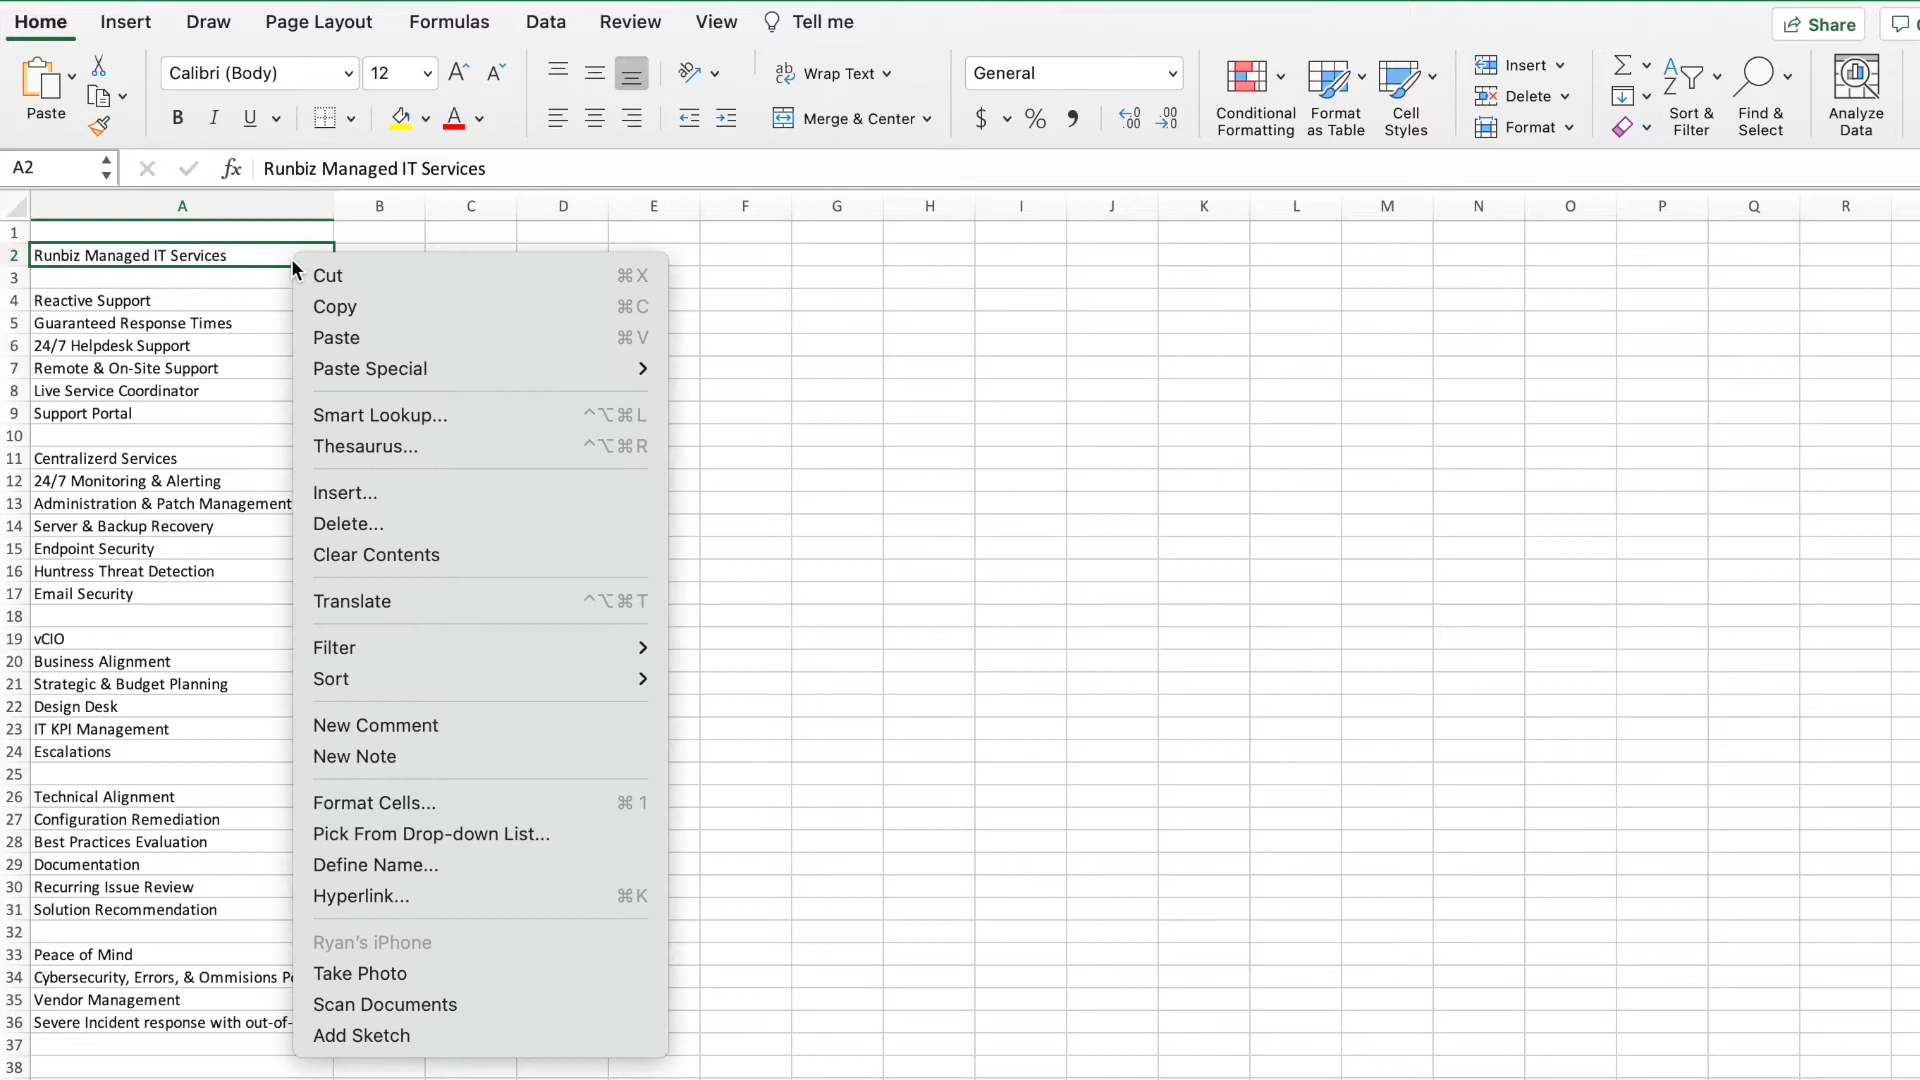 Home Insert Draw Page Layout Formulas Data Review View Tell me Share
Calibri (Body) 12 Wrap Text General Insert
Paste Delete
B I U Merge & Center $ % Conditional Formatting Format as Table Cell Styles Format Sort & Filter Find & Select Analyze Data
A2 fx Runbiz Managed IT Services
A B C D E F G H I J K L M N O P Q R
1
2 Runbiz Managed IT Services
3
4 Reactive Support
5 Guaranteed Response Times
6 24/7 Helpdesk Support
7 Remote & On-Site Support
8 Live Service Coordinator
9 Support Portal
10
11 Centralizerd Services
12 24/7 Monitoring & Alerting
13 Administration & Patch Management
14 Server & Backup Recovery
15 Endpoint Security
16 Huntress Threat Detection
17 Email Security
18
19 vCIO
20 Business Alignment
21 Strategic & Budget Planning
22 Design Desk
23 IT KPI Management
24 Escalations
25
26 Technical Alignment
27 Configuration Remediation
28 Best Practices Evaluation
29 Documentation
30 Recurring Issue Review
31 Solution Recommendation
32
33 Peace of Mind
34 Cybersecurity, Errors, & Ommisions
35 Vendor Management
36 Severe Incident response with out-of-
37
38
Cut ⌘X
Copy ⌘C
Paste ⌘V
Paste Special
Smart Lookup... ^⌥⌘L
Thesaurus... ^⌥⌘R
Insert...
Delete...
Clear Contents
Translate ^⌥⌘T
Filter
Sort
New Comment
New Note
Format Cells... ⌘1
Pick From Drop-down List...
Define Name...
Hyperlink... ⌘K
Ryan's iPhone
Take Photo
Scan Documents
Add Sketch